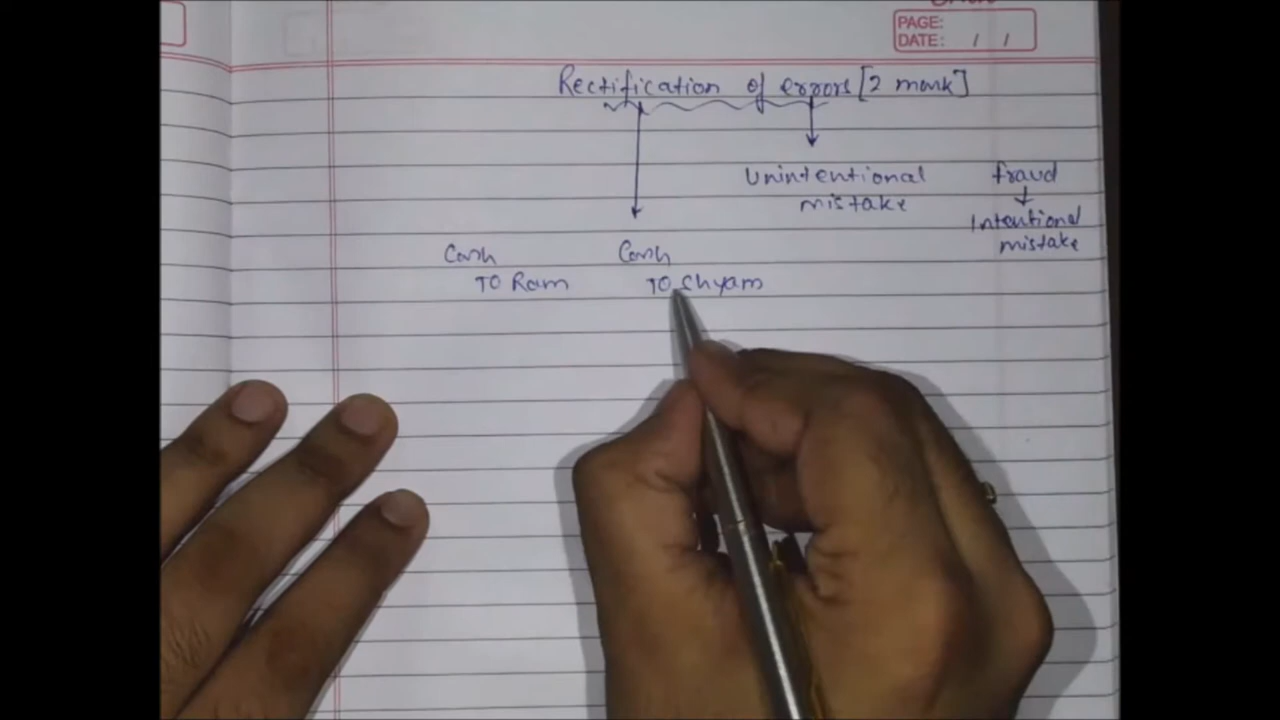 PAGE:
DATE: / /
Rectification of errors [2 mark]
Unintentional
mistake
fraud
Intentional
mistake
Cash
TO Ram
Cash
TO Shyam